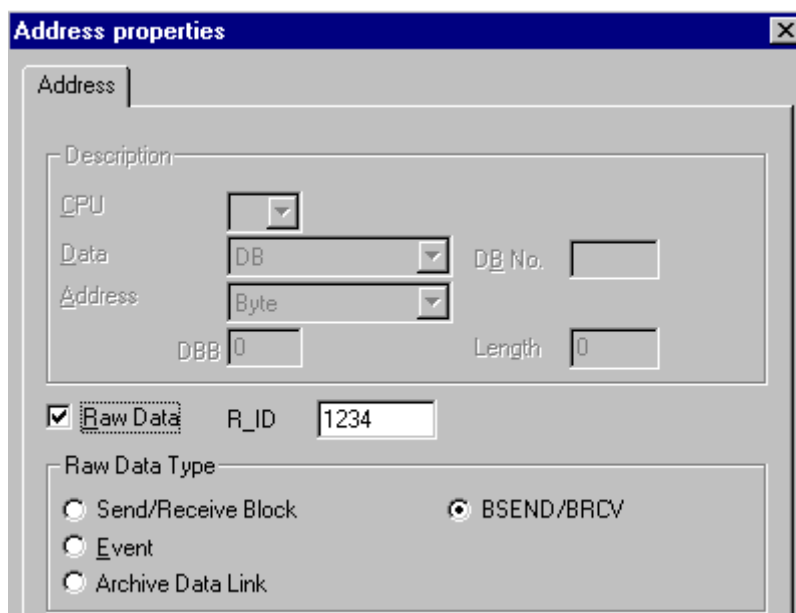 Address properties
Address
Description
CPU
Data DB DB No.
Address Byte
DBB 0 Length 0
Raw Data R_ID 1234
Raw Data Type
Send/Receive Block BSEND/BRCV
Event
Archive Data Link